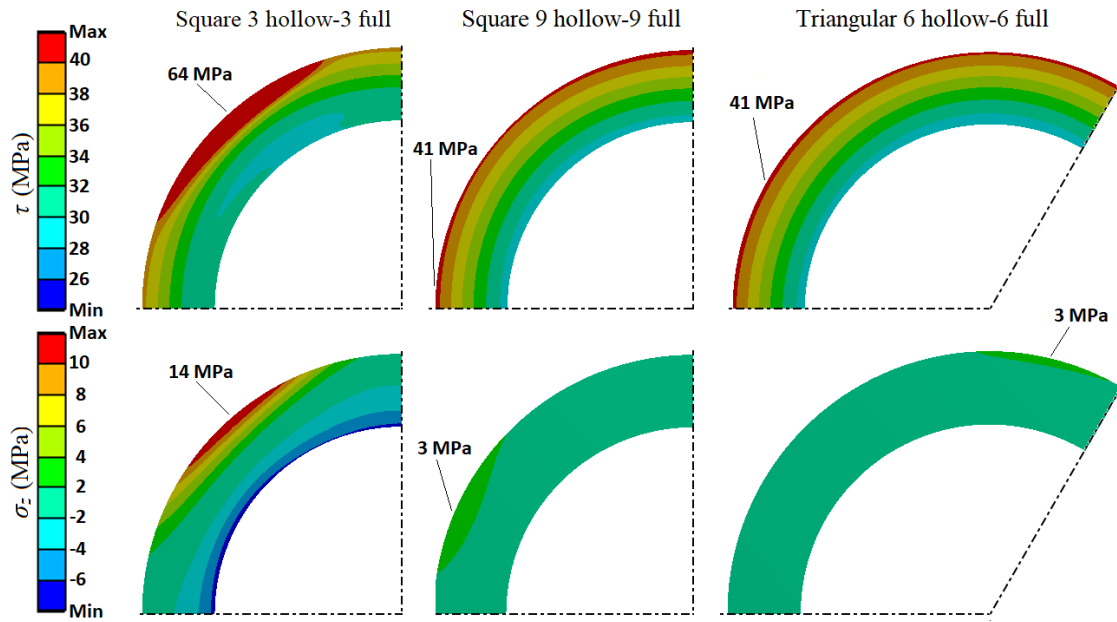 Square 3 hollow-3 full
Square 9 hollow-9 full
Triangular 6 hollow-6 full
Max
40
38
36
34
32
30
28
26
Min
τ (MPa)
64 MPa
41 MPa
41 MPa
Max
10
8
6
4
2
-2
-4
-6
Min
σz (MPa)
14 MPa
3 MPa
3 MPa